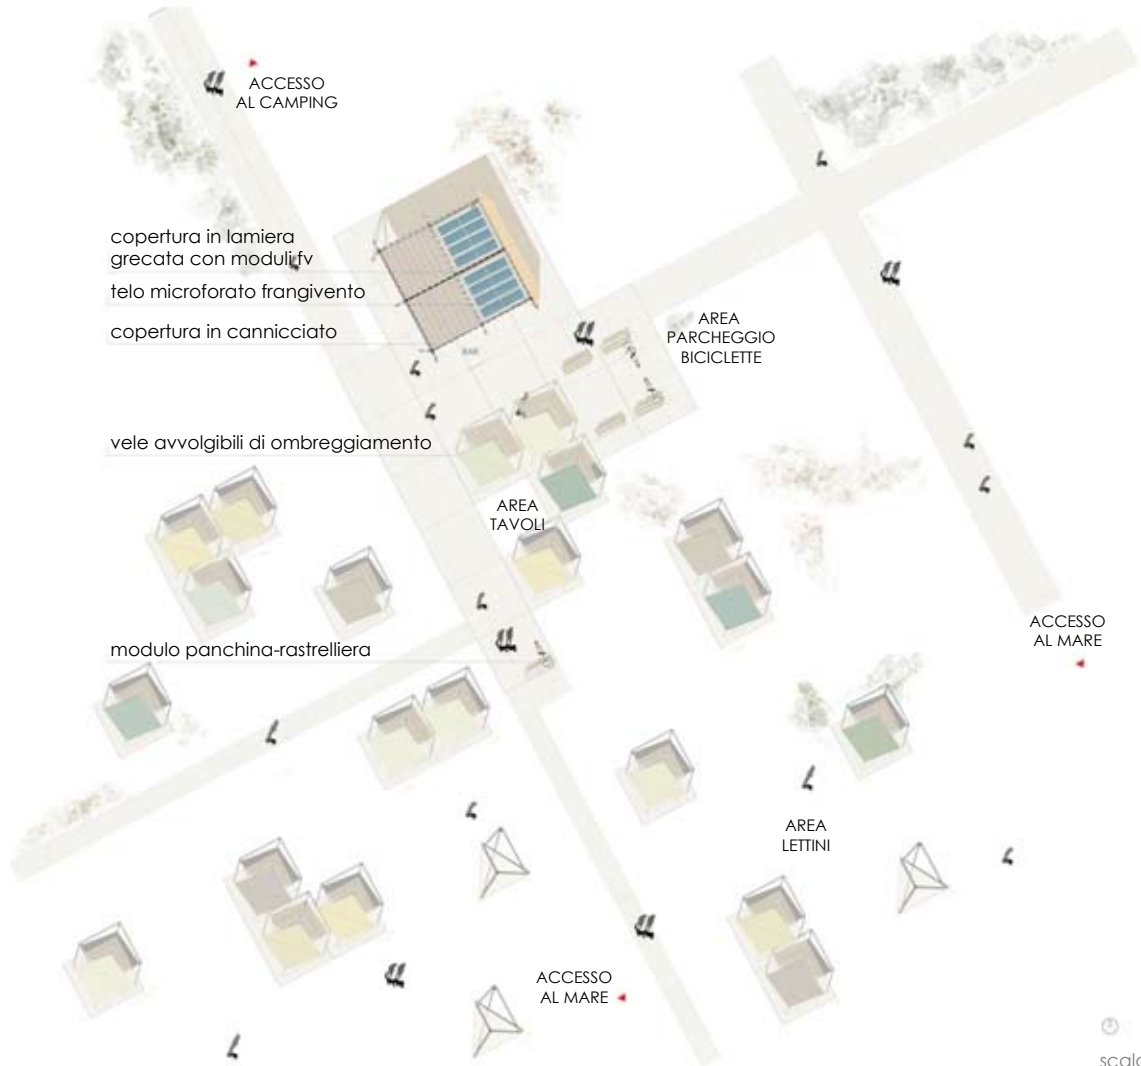 ACCESSO
AL CAMPING
copertura in lamiera
grecata con moduli fv
telo microforato frangivento
copertura in cannicciato
BAR
AREA
PARCHEGGIO
BICICLETTE
vele avvolgibili di ombreggiamento
AREA
TAVOLI
ACCESSO
AL MARE
modulo panchina-rastrelliera
AREA
LETTINI
ACCESSO
AL MARE